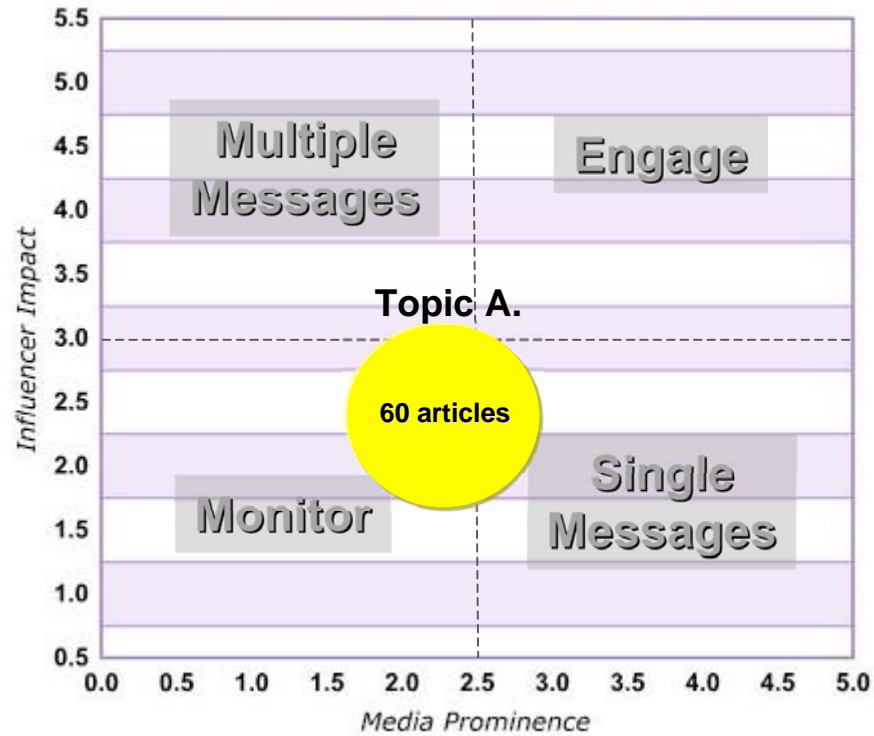 5.5
5.0
4.5
4.0
3.5
3.0
2.5
2.0
1.5
1.0
0.5
Influencer Impact
Multiple
Messages
Engage
Topic A.
60 articles
Monitor
Single
Messages
0.0 0.5 1.0 1.5 2.0 2.5 3.0 3.5 4.0 4.5 5.0
Media Prominence